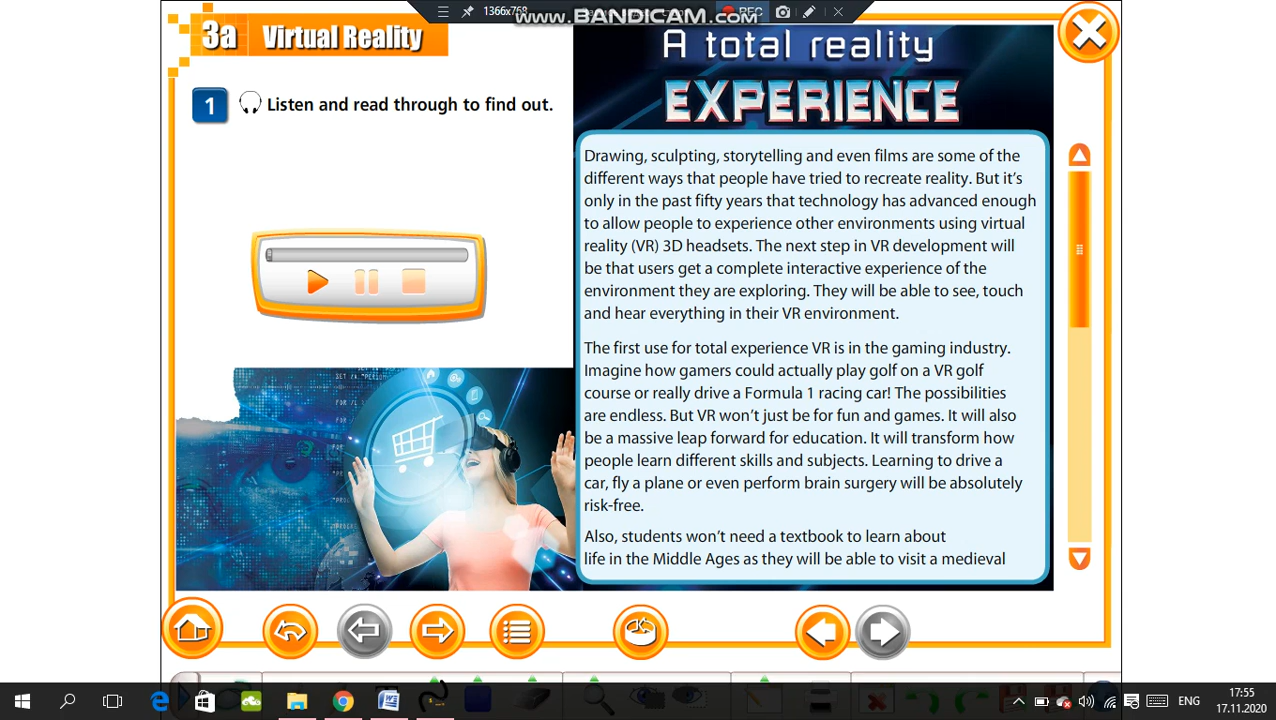 1366x768
www.BANDICAM.com
REC
3a Virtual Reality
1 Listen and read through to find out.
A total reality
EXPERIENCE
Drawing, sculpting, storytelling and even films are some of the
different ways that people have tried to recreate reality. But it's
only in the past fifty years that technology has advanced enough
to allow people to experience other environments using virtual
reality (VR) 3D headsets. The next step in VR development will
be that users get a complete interactive experience of the
environment they are exploring. They will be able to see, touch
and hear everything in their VR environment.
The first use for total experience VR is in the gaming industry.
Imagine how gamers could actually play golf on a VR golf
course or really drive a Formula 1 racing car! The possibilities
are endless. But VR won't just be for fun and games. It will also
be a massive leap forward for education. It will transform how
people learn different skills and subjects. Learning to drive a
car, fly a plane or even perform brain surgery will be absolutely
risk-free.
Also, students won't need a textbook to learn about
life in the Middle Ages as they will be able to visit a medieval
ENG
17:55
17.11.2020